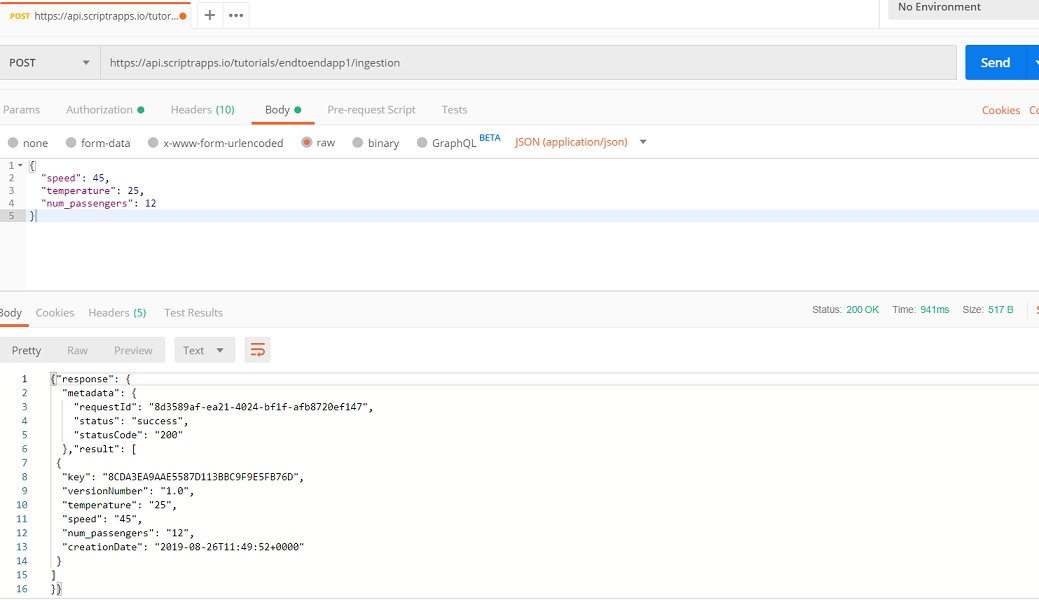 POST https://api.scriptrapps.io/tutor... + ••• No Environment
POST https://api.scriptrapps.io/tutorials/endtoendapp1/ingestion Send
Params Authorization Headers (10) Body Pre-request Script Tests Cookies Co
none form-data x-www-form-urlencoded raw binary GraphQL BETA JSON (application/json)
1 {
2 "speed": 45,
3 "temperature": 25,
4 "num_passengers": 12
5 }
Body Cookies Headers (5) Test Results Status: 200 OK Time: 941ms Size: 517 B
Pretty Raw Preview Text
1 {"response": {
2 "metadata": {
3 "requestId": "8d3589af-ea21-4024-bf1f-afb8720ef147",
4 "status": "success",
5 "statusCode": "200"
6 },"result": [
7 {
8 "key": "8CDA3EA9AAE5587D113BBC9F9E5FB76D",
9 "versionNumber": "1.0",
10 "temperature": "25",
11 "speed": "45",
12 "num_passengers": "12",
13 "creationDate": "2019-08-26T11:49:52+0000"
14 }
15 ]
16 }}